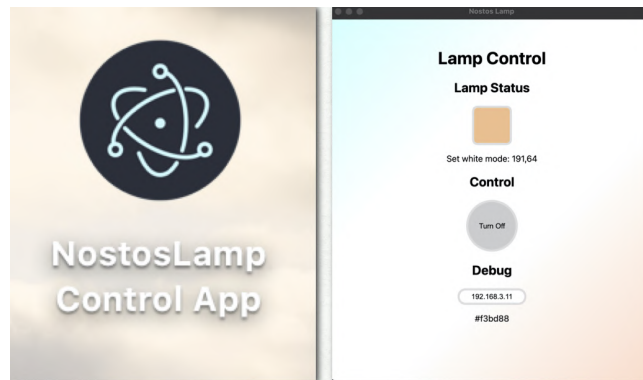 NostosLamp
Control App
Nostos Lamp
Lamp Control
Lamp Status
Set white mode: 191,64
Control
Turn Off
Debug
192.168.3.11
#f3bd88